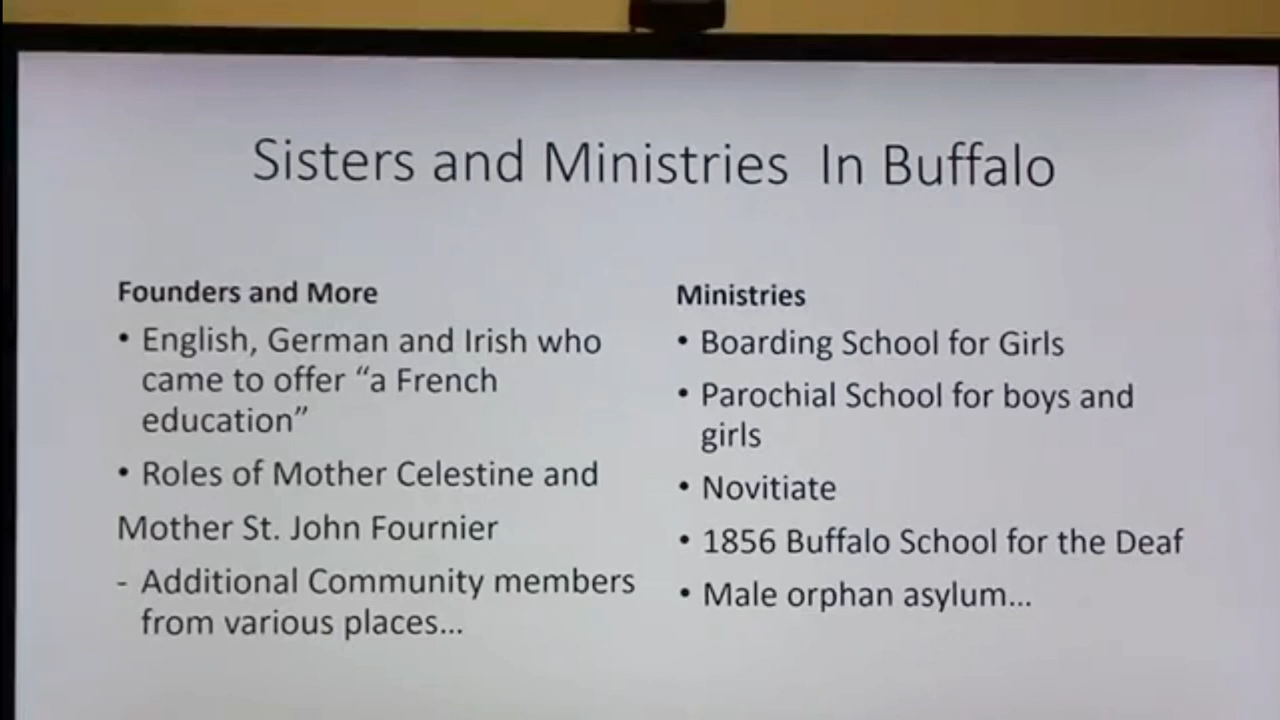 Sisters and Ministries In Buffalo
Founders and More
• English, German and Irish who
came to offer “a French
education”
• Roles of Mother Celestine and
Mother St. John Fournier
- Additional Community members
from various places...
Ministries
• Boarding School for Girls
• Parochial School for boys and
girls
• Novitiate
• 1856 Buffalo School for the Deaf
• Male orphan asylum...